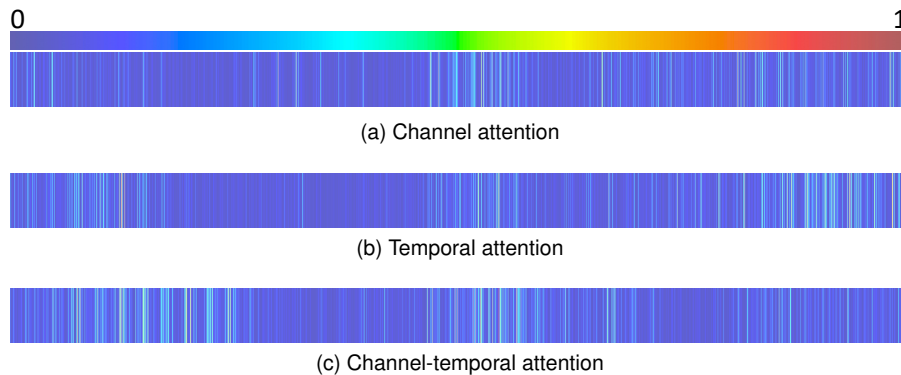 0 1
(a) Channel attention
(b) Temporal attention
(c) Channel-temporal attention